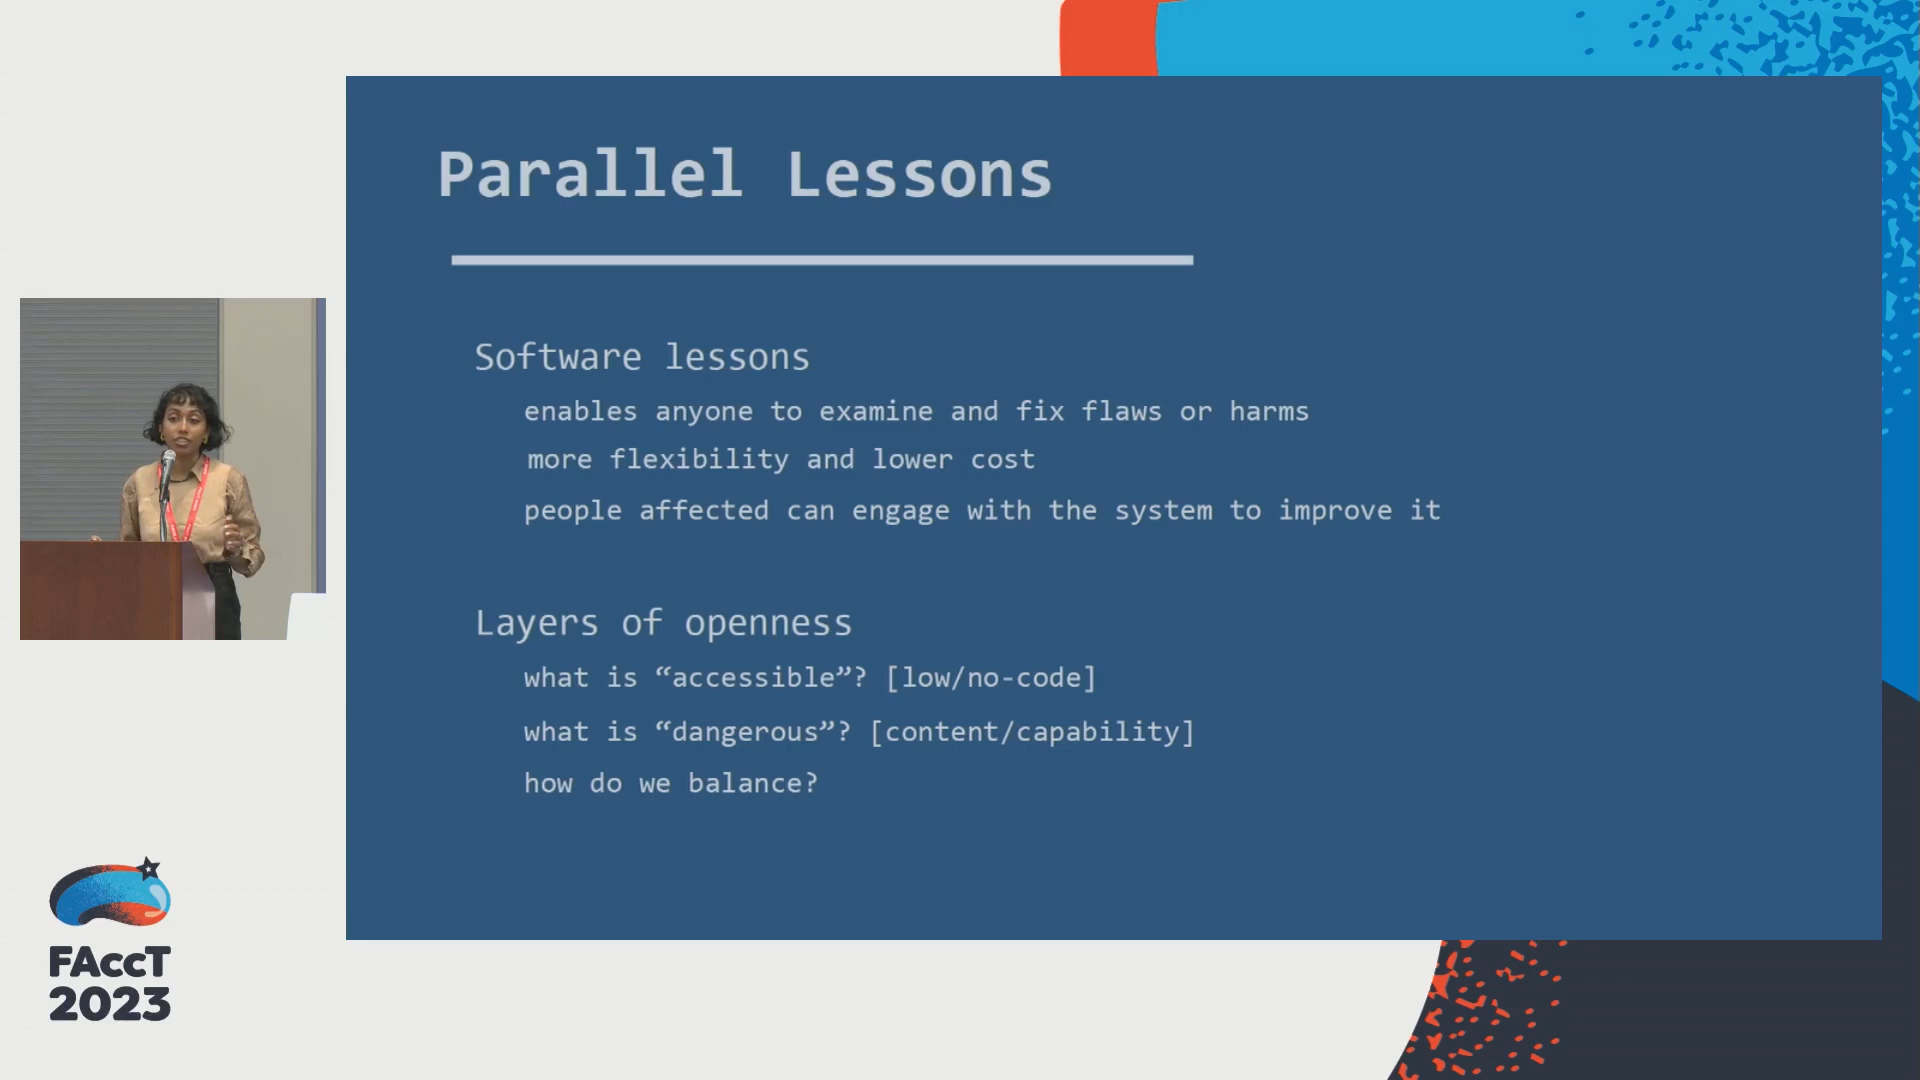 Parallel Lessons
Software lessons
enables anyone to examine and fix flaws or harms
more flexibility and lower cost
people affected can engage with the system to improve it
Layers of openness
what is “accessible”? [low/no-code]
what is “dangerous”? [content/capability]
how do we balance?
FAccT
2023